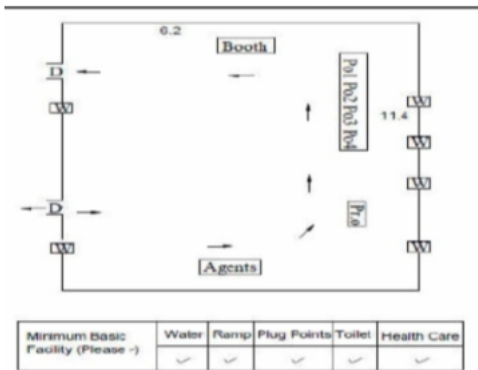 6.2
Booth
D
Po1 Po2 Po3 Po4
W
W
11.4
W
W
D
Pr.o
W
W
Agents
Minimum Basic Facility (Please -)
Water
Ramp
Plug Points
Toilet
Health Care